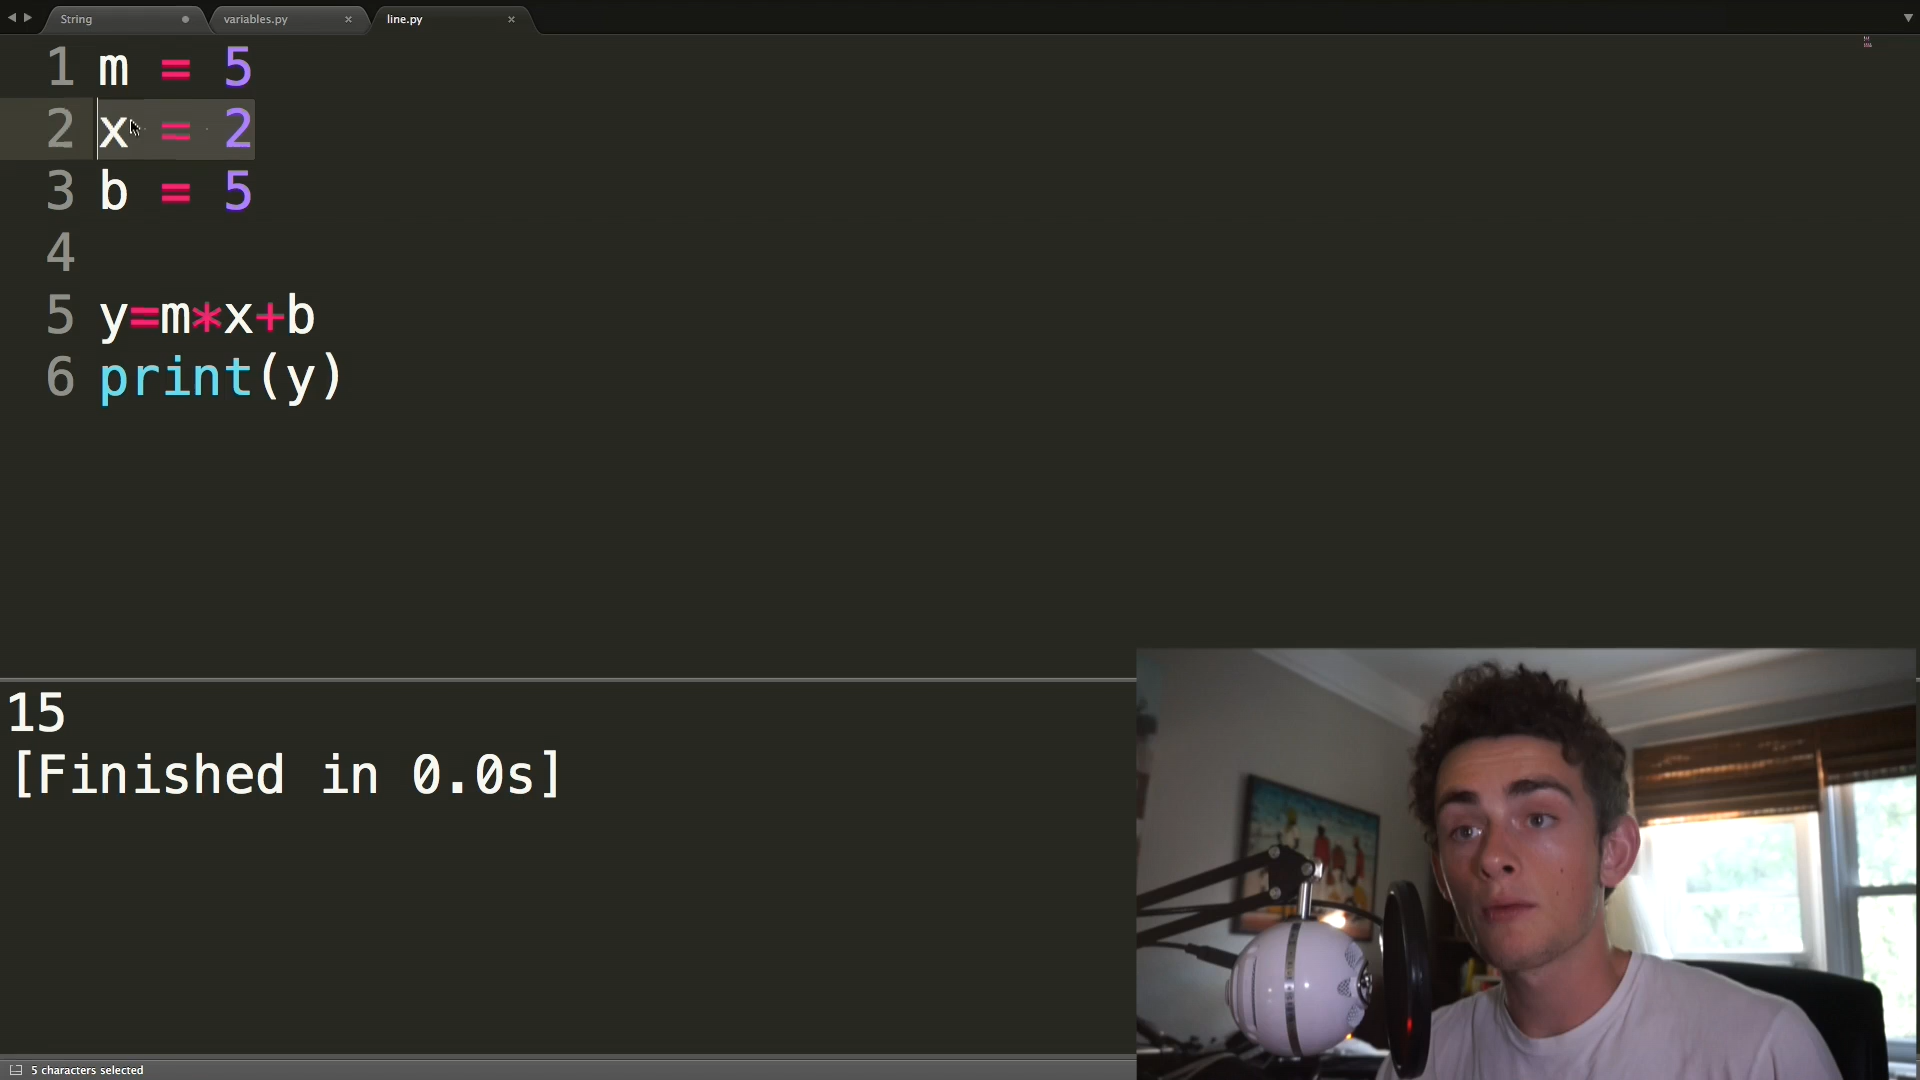 String
variables.py
line.py
1 m = 5
2 x = 2
3 b = 5
4
5 y=m*x+b
6 print(y)
15
[Finished in 0.0s]
5 characters selected